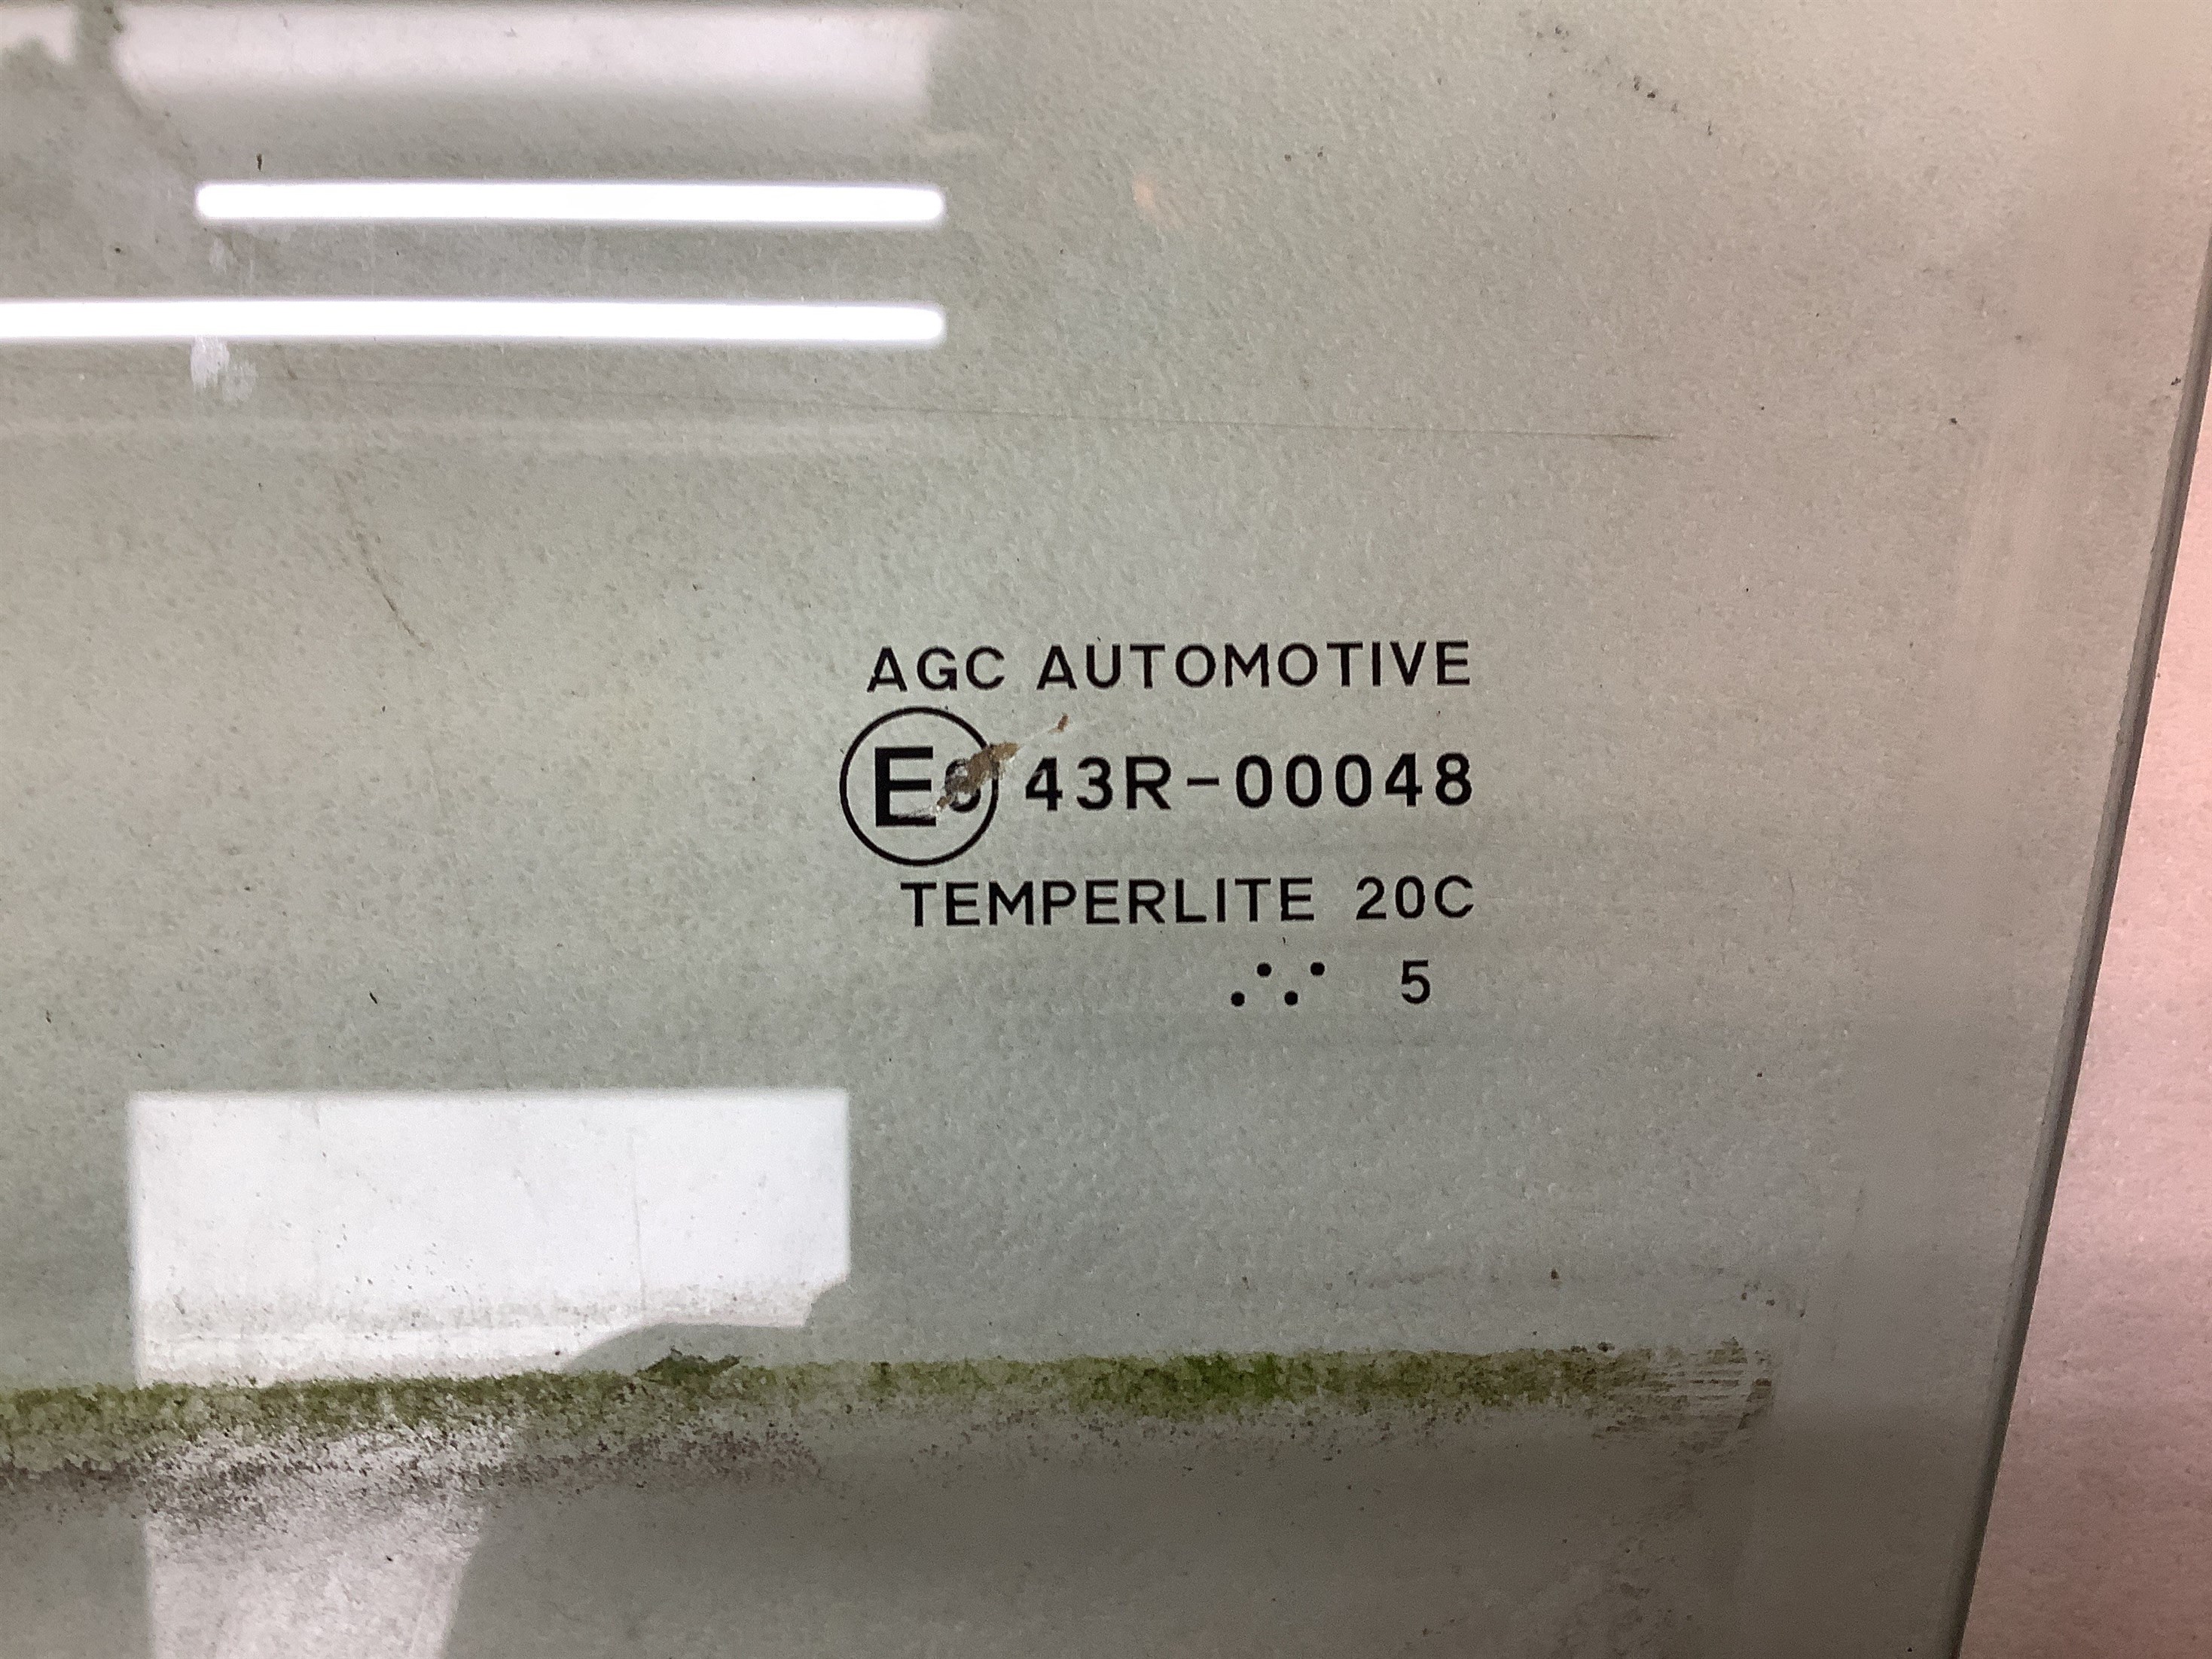 AGC AUTOMOTIVE
E 43R-00048
TEMPERLITE 20C
5